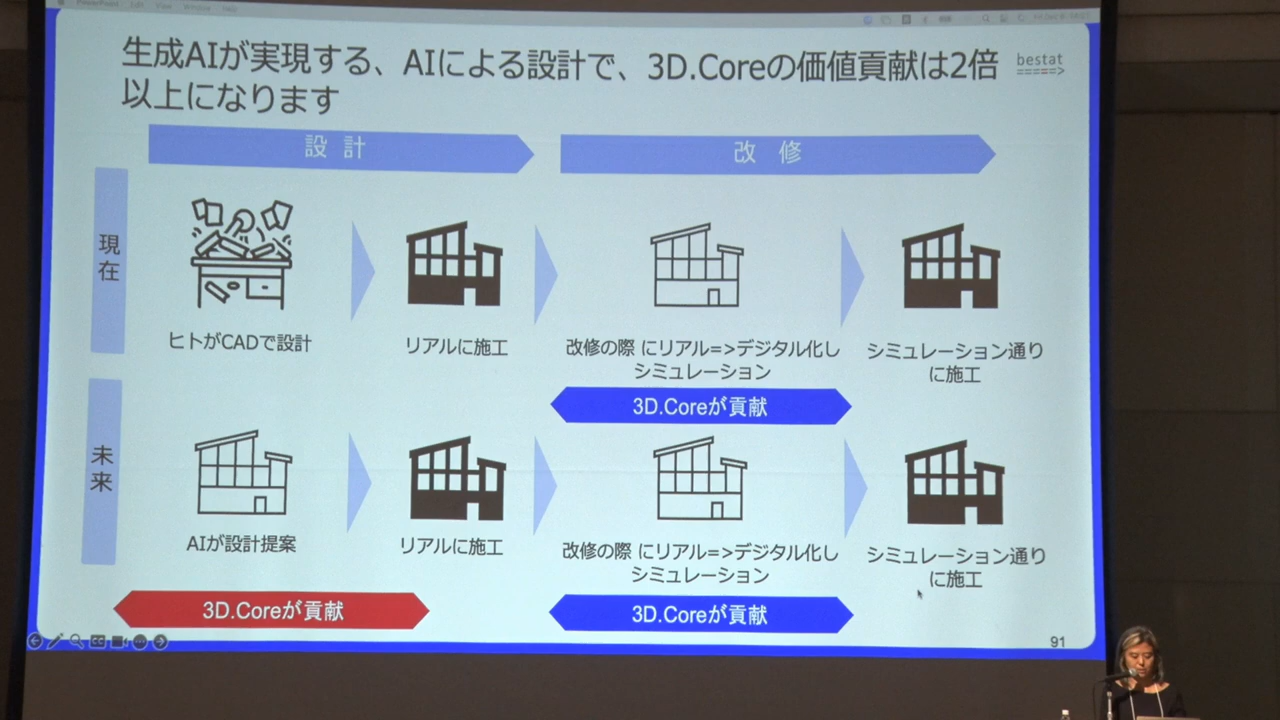 生成AIが実現する、AIによる設計で、3D.Coreの価値貢献は2倍
以上になります
bestat
設 計
改 修
現在
ヒトがCADで設計
リアルに施工
改修の際 にリアル=>デジタル化し
シミュレーション
シミュレーション通り
に施工
3D.Coreが貢献
未来
AIが設計提案
リアルに施工
改修の際 にリアル=>デジタル化し
シミュレーション
シミュレーション通り
に施工
3D.Coreが貢献
3D.Coreが貢献
91